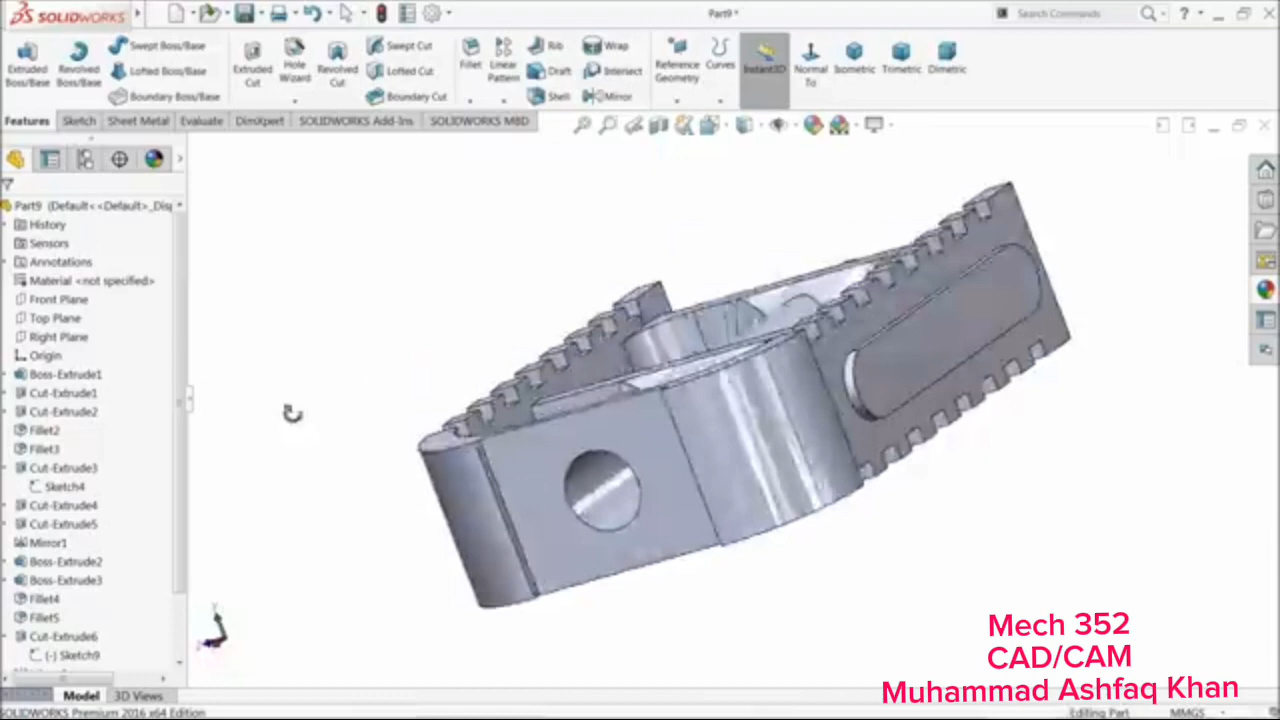 SOLIDWORKS
Part9 *
Search Commands
Extruded Boss/Base
Revolved Boss/Base
Swept Boss/Base
Lofted Boss/Base
Boundary Boss/Base
Extruded Cut
Hole Wizard
Revolved Cut
Swept Cut
Lofted Cut
Boundary Cut
Fillet
Linear Pattern
Rib
Draft
Shell
Wrap
Intersect
Mirror
Reference Geometry
Curves
Instant3D
Normal To
Isometric
Trimetric
Dimetric
Features
Sketch
Sheet Metal
Evaluate
DimXpert
SOLIDWORKS Add-Ins
SOLIDWORKS MBD
Part9 (Default<<Default>_Disp
History
Sensors
Annotations
Material <not specified>
Front Plane
Top Plane
Right Plane
Origin
Boss-Extrude1
Cut-Extrude1
Cut-Extrude2
Fillet2
Fillet3
Cut-Extrude3
Sketch4
Cut-Extrude4
Cut-Extrude5
Mirror1
Boss-Extrude2
Boss-Extrude3
Fillet4
Fillet5
Cut-Extrude6
(-) Sketch9
Mech 352
CAD/CAM
Muhammad Ashfaq Khan
Model
3D Views
SOLIDWORKS Premium 2016 x64 Edition
Editing Part
MMGS